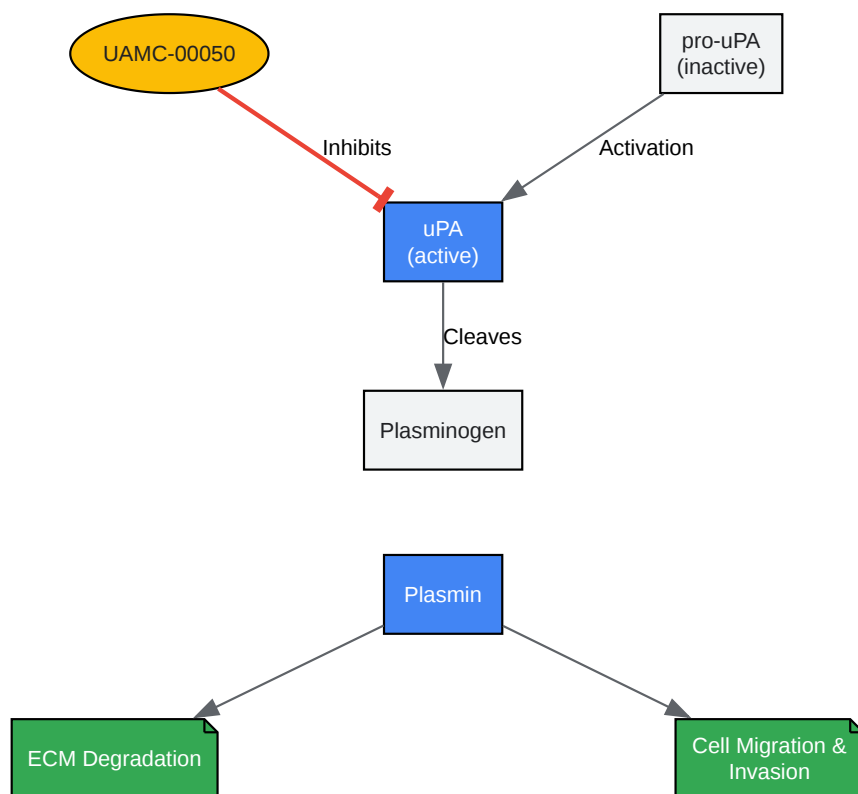 UAMC-00050
pro-uPA
(inactive)
Inhibits
Activation
uPA
(active)
Cleaves
Plasminogen
Plasmin
ECM Degradation
Cell Migration &
Invasion